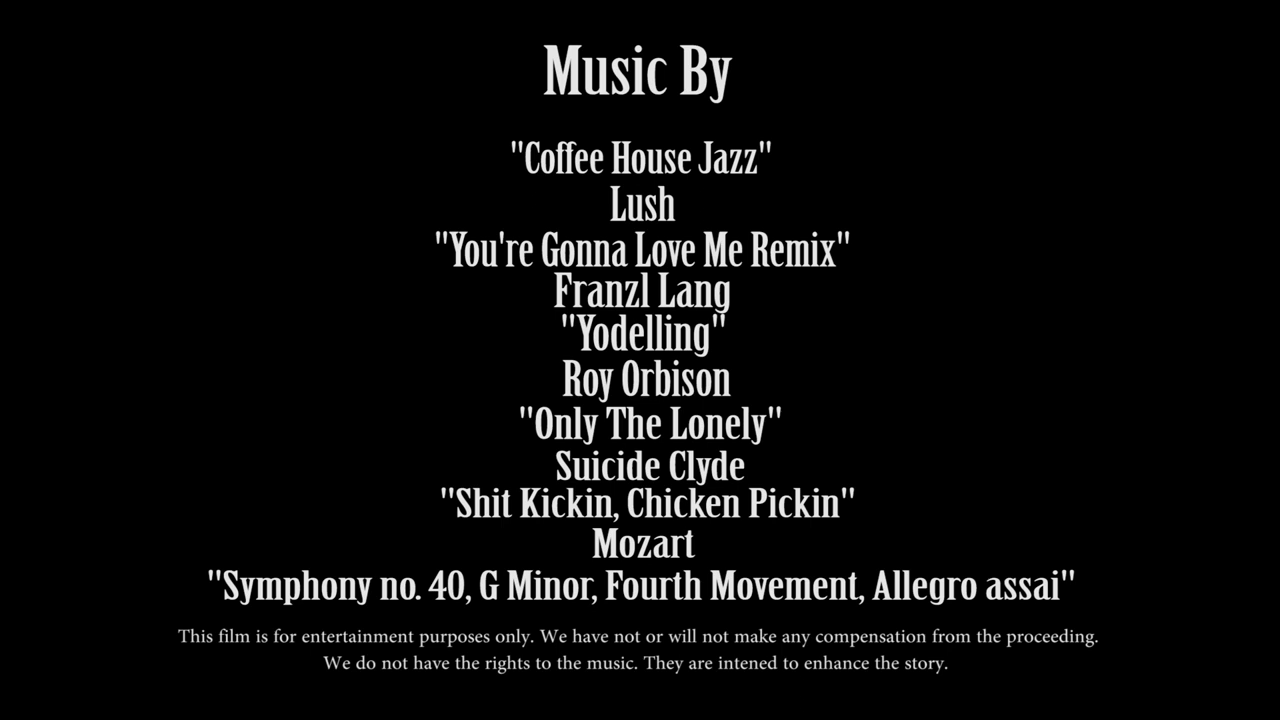 Music By
"Coffee House Jazz"
Lush
"You're Gonna Love Me Remix"
Franzl Lang
"Yodelling"
Roy Orbison
"Only The Lonely"
Suicide Clyde
"Shit Kickin, Chicken Pickin"
Mozart
"Symphony no. 40, G Minor, Fourth Movement, Allegro assai"
This film is for entertainment purposes only. We have not or will not make any compensation from the proceeding.
We do not have the rights to the music. They are intened to enhance the story.